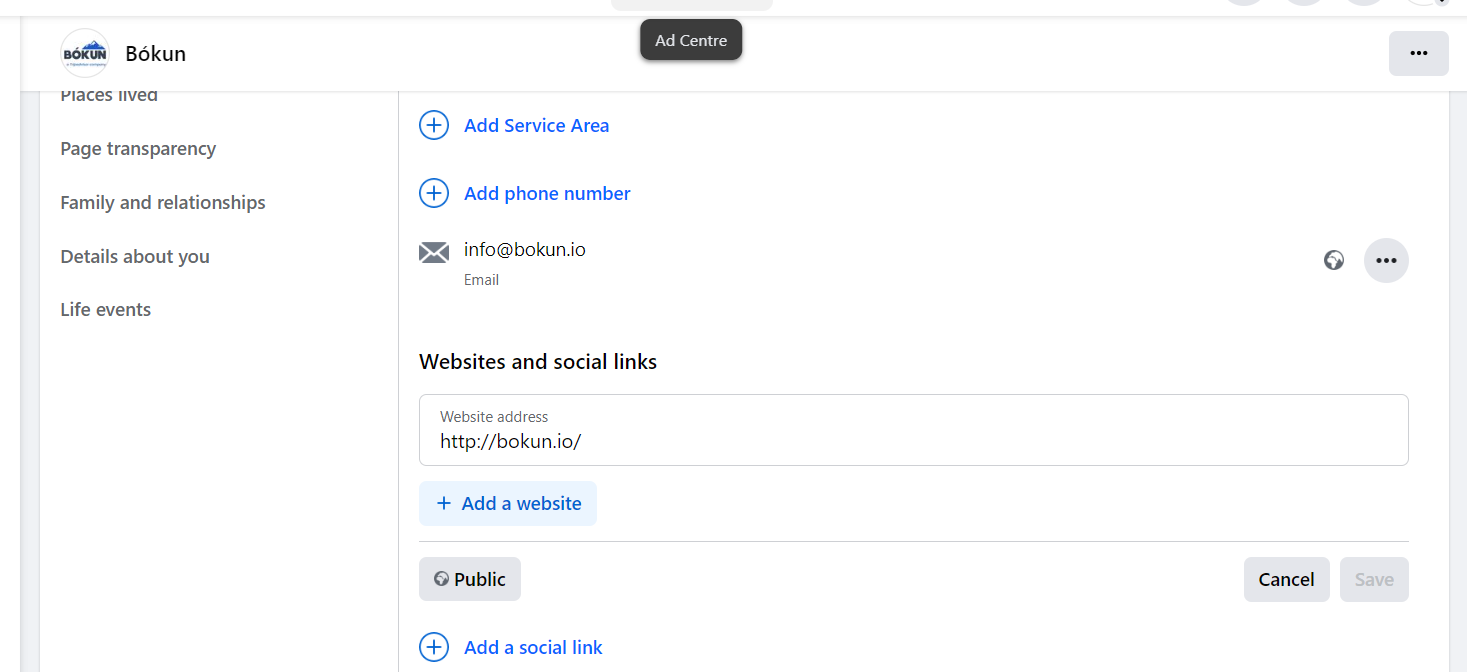 Ad Centre
BÓKUN
Bókun
Places lived
Page transparency
Family and relationships
Details about you
Life events
Add Service Area
Add phone number
info@bokun.io
Email
Websites and social links
Website address
http://bokun.io/
+ Add a website
Public
Cancel
Save
Add a social link